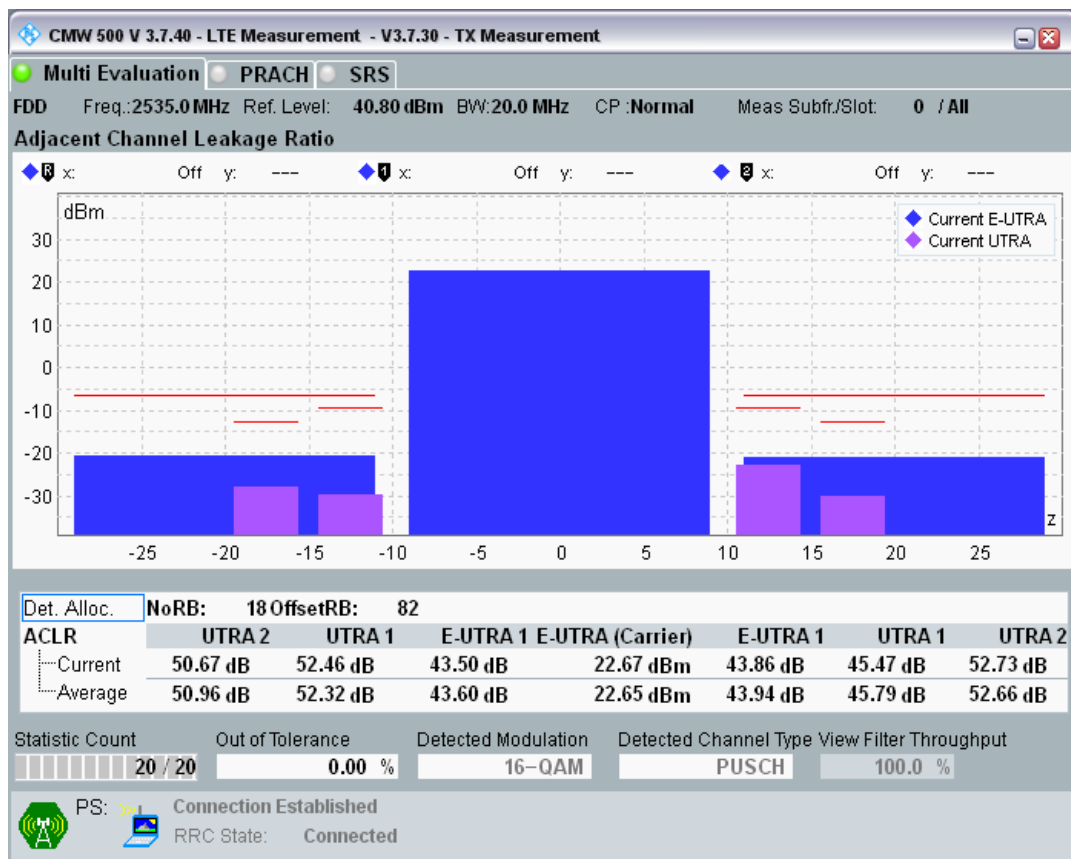 CMW 500 V 3.7.40 - LTE Measurement - V3.7.30 - TX Measurement
Multi Evaluation PRACH SRS
FDD Freq.:2535.0 MHz Ref. Level: 40.80 dBm BW:20.0 MHz CP :Normal Meas Subfr./Slot: 0 / All
Adjacent Channel Leakage Ratio
R x: Off y: --- 1 x: Off y: --- 2 x: Off y: ---
dBm
Current E-UTRA
Current UTRA
30
20
10
0
-10
-20
-30
z
-25 -20 -15 -10 -5 0 5 10 15 20 25
Det. Alloc. NoRB: 18 OffsetRB: 82
ACLR UTRA 2 UTRA 1 E-UTRA 1 E-UTRA (Carrier) E-UTRA 1 UTRA 1 UTRA 2
Current 50.67 dB 52.46 dB 43.50 dB 22.67 dBm 43.86 dB 45.47 dB 52.73 dB
Average 50.96 dB 52.32 dB 43.60 dB 22.65 dBm 43.94 dB 45.79 dB 52.66 dB
Statistic Count Out of Tolerance Detected Modulation Detected Channel Type View Filter Throughput
20 / 20 0.00 % 16-QAM PUSCH 100.0 %
PS: Connection Established
RRC State: Connected